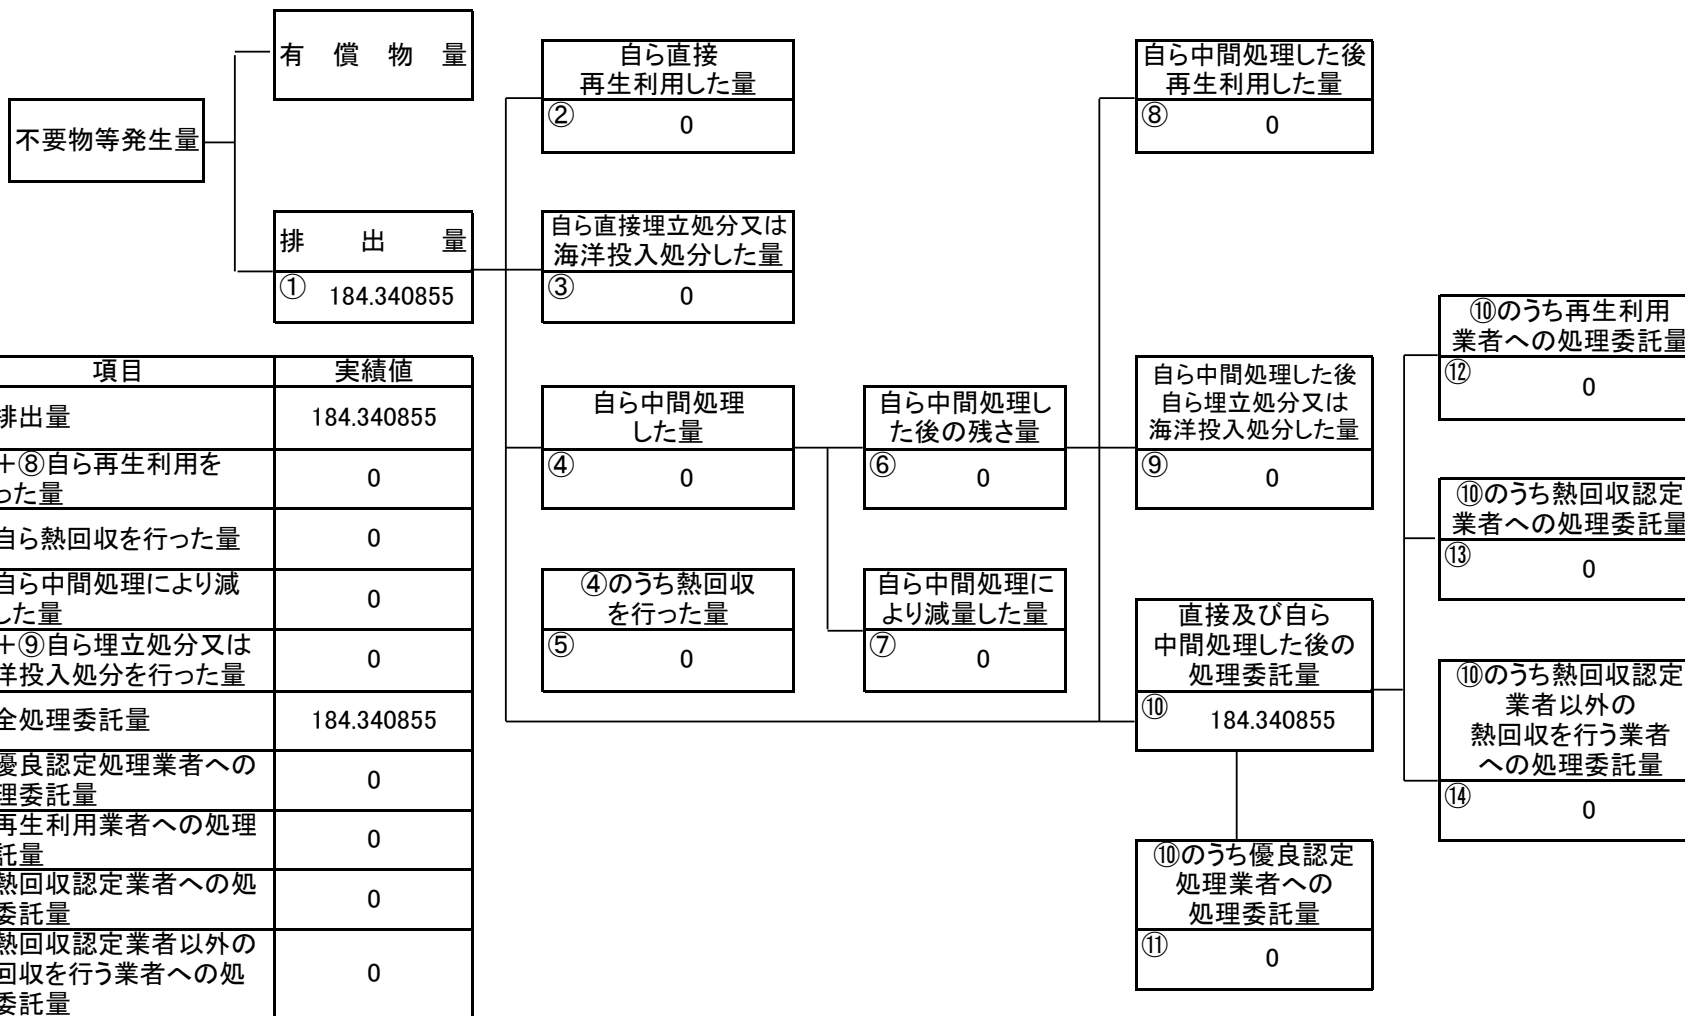 有償物量
不要物等発生量
排出量
① 184.340855
自ら直接
再生利用した量
② 0
自ら直接埋立処分又は
海洋投入処分した量
③ 0
自ら中間処理
した量
④ 0
④のうち熱回収
を行った量
⑤ 0
自ら中間処理し
た後の残さ量
⑥ 0
自ら中間処理に
より減量した量
⑦ 0
自ら中間処理した後
再生利用した量
⑧ 0
自ら中間処理した後
自ら埋立処分又は
海洋投入処分した量
⑨ 0
直接及び自ら
中間処理した後の
処理委託量
⑩ 184.340855
⑩のうち優良認定
処理業者への
処理委託量
⑪ 0
⑩のうち再生利用
業者への処理委託量
⑫ 0
⑩のうち熱回収認定
業者への処理委託量
⑬ 0
⑩のうち熱回収認定
業者以外の
熱回収を行う業者
への処理委託量
⑭ 0
項目 実績値
排出量 184.340855
+⑧自ら再生利用を
った量 0
自ら熱回収を行った量 0
自ら中間処理により減
した量 0
+⑨自ら埋立処分又は
洋投入処分を行った量 0
全処理委託量 184.340855
優良認定処理業者への
理委託量 0
再生利用業者への処理
託量 0
熱回収認定業者への処
委託量 0
熱回収認定業者以外の
回収を行う業者への処
委託量 0